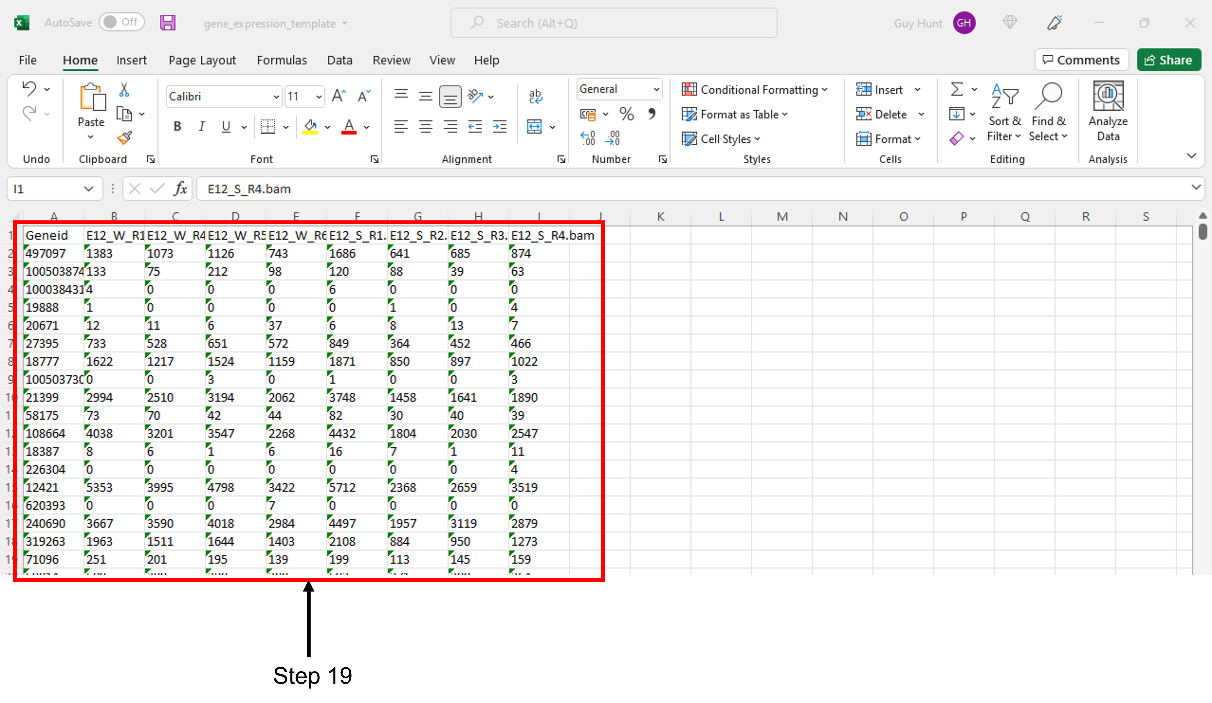 AutoSave Off gene_expression_template Search (Alt+Q) Guy Hunt GH
File Home Insert Page Layout Formulas Data Review View Help Comments Share
Calibri 11 A A General Conditional Formatting Insert
Paste Format as Table Delete Sort & Filter Find & Select Analyze Data
B I U A Cell Styles Format
Undo Clipboard Font Alignment Number Styles Cells Editing Analysis
I1 fx E12_S_R4.bam
A B C D E F G H I J K L M N O P Q R S
1 Geneid E12_W_R1 E12_W_R4 E12_W_R5 E12_W_R6 E12_S_R1. E12_S_R2. E12_S_R3. E12_S_R4.bam
2 497097 1383 1073 1126 743 1686 641 685 874
3 100503874 133 75 212 98 120 88 39 63
4 100038431 4 0 0 0 6 0 0 0
5 19888 1 0 0 0 0 1 0 4
6 20671 12 11 6 37 6 8 13 7
7 27395 733 528 651 572 849 364 452 466
8 18777 1622 1217 1524 1159 1871 850 897 1022
9 100503730 0 0 3 0 1 0 0 3
10 21399 2994 2510 3194 2062 3748 1458 1641 1890
11 58175 73 70 42 44 82 30 40 39
12 108664 4038 3201 3547 2268 4432 1804 2030 2547
13 18387 8 6 1 6 16 7 1 11
14 226304 0 0 0 0 0 0 0 4
15 12421 5353 3995 4798 3422 5712 2368 2659 3519
16 620393 0 0 0 7 0 0 0 0
17 240690 3667 3590 4018 2984 4497 1957 3119 2879
18 319263 1963 1511 1644 1403 2108 884 950 1273
19 71096 251 201 195 139 199 113 145 159
Step 19